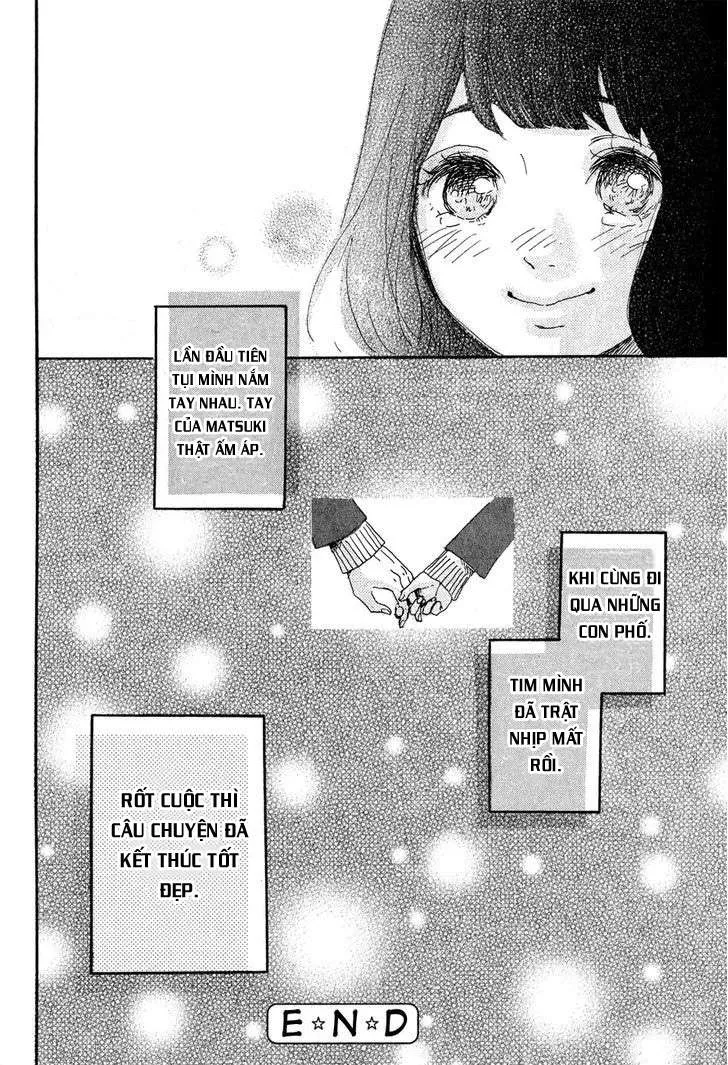 LẦN ĐẦU TIÊN
TỤI MÌNH NẮM
TAY NHAU. TAY
CỦA MATSUKI
THẬT ẤM ÁP.
KHI CÙNG ĐI
QUA NHỮNG
CON PHỐ.
TIM MÌNH
ĐÃ TRẬT
NHỊP MẤT
RỒI.
RỐT CUỘC THÌ
CÂU CHUYỆN ĐÃ
KẾT THÚC TỐT
ĐẸP.
E☆N☆D